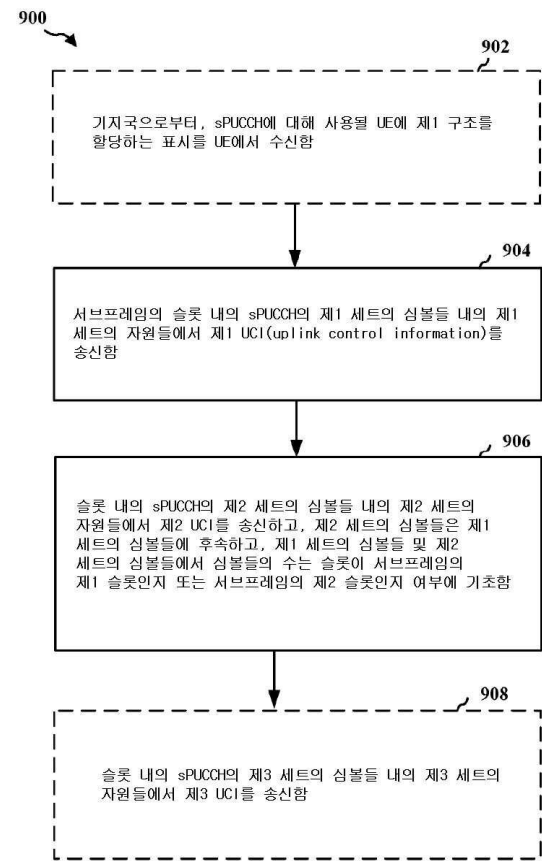 900
902
기지국으로부터, sPUCCH에 대해 사용될 UE에 제1 구조를
할당하는 표시를 UE에서 수신함
904
서브프레임의 슬롯 내의 sPUCCH의 제1 세트의 심볼들 내의 제1
세트의 자원들에서 제1 UCI(uplink control information)를
송신함
906
슬롯 내의 sPUCCH의 제2 세트의 심볼들 내의 제2 세트의
자원들에서 제2 UCI를 송신하고, 제2 세트의 심볼들은 제1
세트의 심볼들에 후속하고, 제1 세트의 심볼들 및 제2
세트의 심볼들에서 심볼들의 수는 슬롯이 서브프레임의
제1 슬롯인지 또는 서브프레임의 제2 슬롯인지 여부에 기초함
908
슬롯 내의 sPUCCH의 제3 세트의 심볼들 내의 제3 세트의
자원들에서 제3 UCI를 송신함